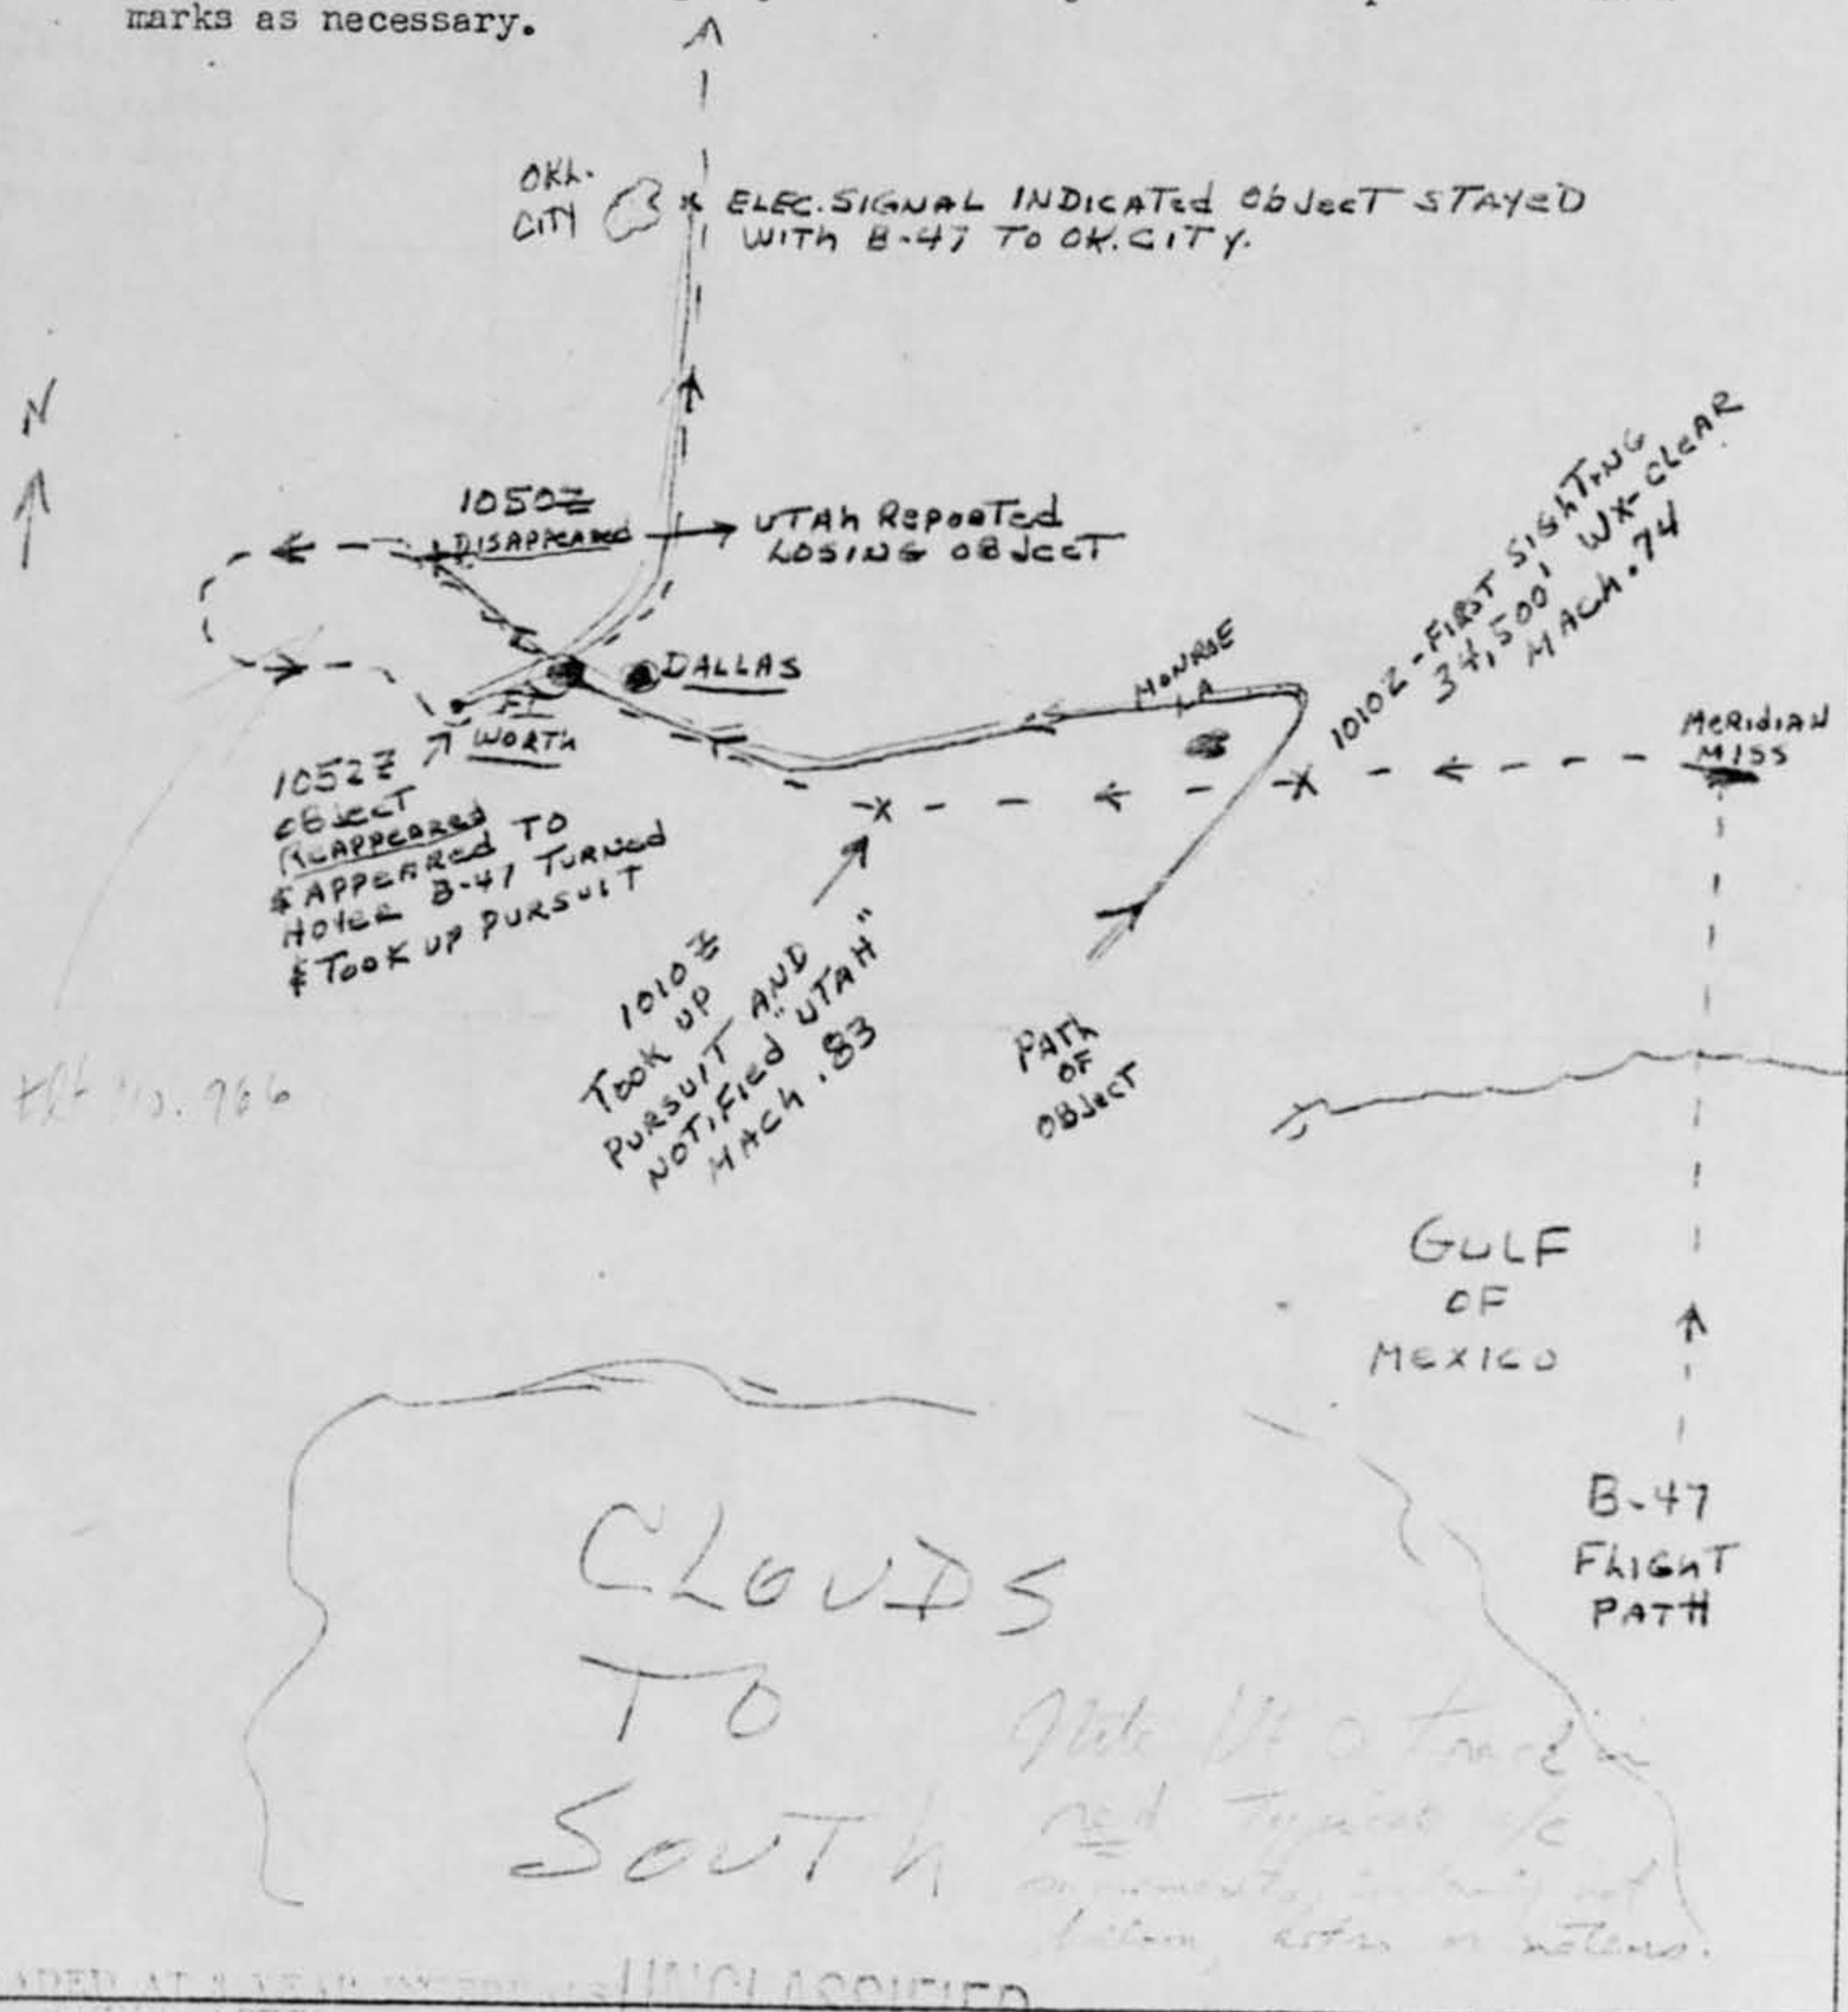 marks as necessary.
OKL.
CITY
ELEC. SIGNAL INDICATED OBJECT STAYED
WITH B-47 TO OK. CITY.
N
1050Z
DISAPPEARED
UTAH REPORTED
LOSING OBJECT
DALLAS
FT
WORTH
MONROE
LA
1010Z - FIRST SIGHTING
34,500' WX-CLEAR
MACH .74
MERIDIAN
MISS
1052Z
OBJECT
REAPPEARED
& APPEARED TO
HOVER B-47 TURNED
& TOOK UP PURSUIT
1010Z
TOOK UP
PURSUIT AND
NOTIFIED "UTAH"
MACH .83
PATH
OF
OBJECT
GULF
OF
MEXICO
B-47
FLIGHT
PATH
CLOUDS
TO
SOUTH
Note
red Typical a/c
UNCLASSIFIED